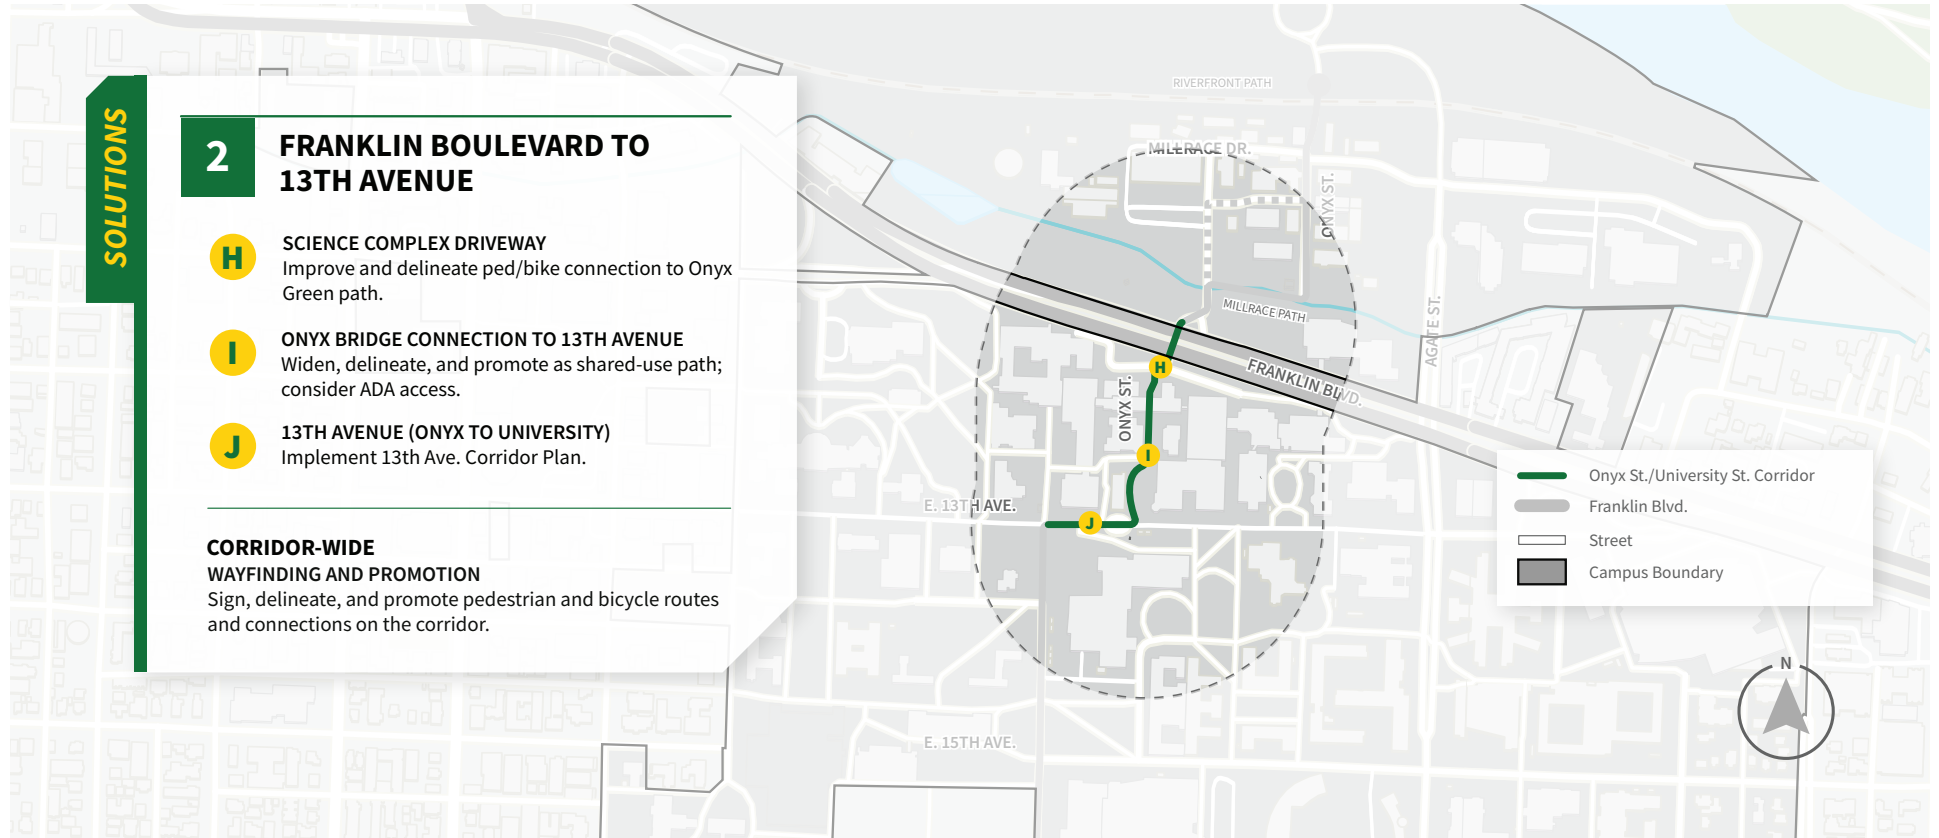 SOLUTIONS
2
FRANKLIN BOULEVARD TO
13TH AVENUE
H
SCIENCE COMPLEX DRIVEWAY
Improve and delineate ped/bike connection to Onyx
Green path.
I
ONYX BRIDGE CONNECTION TO 13TH AVENUE
Widen, delineate, and promote as shared-use path;
consider ADA access.
J
13TH AVENUE (ONYX TO UNIVERSITY)
Implement 13th Ave. Corridor Plan.
CORRIDOR-WIDE
WAYFINDING AND PROMOTION
Sign, delineate, and promote pedestrian and bicycle routes
and connections on the corridor.
RIVERFRONT PATH
MILLRACE DR.
ONYX ST.
MILLRACE PATH
AGATE ST.
FRANKLIN BLVD.
H
ONYX ST.
I
E. 13TH AVE.
J
E. 15TH AVE.
Onyx St./University St. Corridor
Franklin Blvd.
Street
Campus Boundary
N